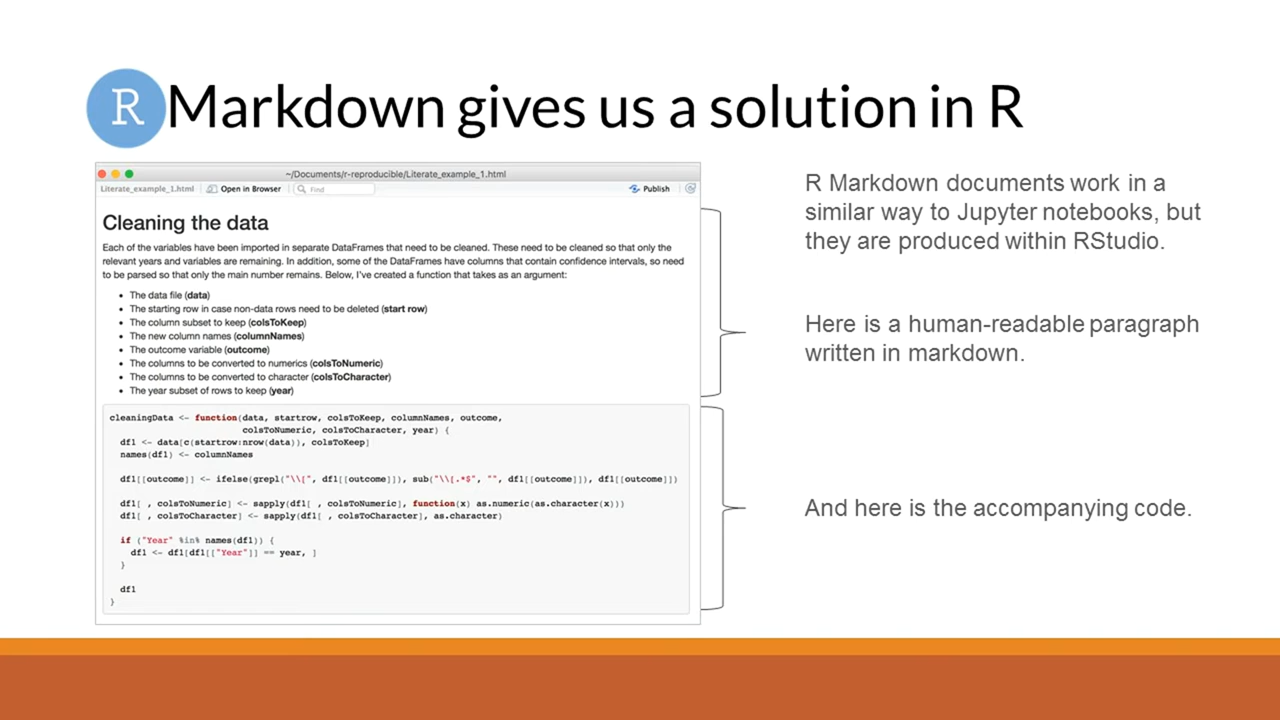 R Markdown gives us a solution in R
~/Documents/r-reproducible/Literate_example_1.html
Literate_example_1.html Open in Browser Find Publish
Cleaning the data
Each of the variables have been imported in separate DataFrames that need to be cleaned. These need to be cleaned so that only the
relevant years and variables are remaining. In addition, some of the DataFrames have columns that contain confidence intervals, so need
to be parsed so that only the main number remains. Below, I've created a function that takes as an argument:
• The data file (data)
• The starting row in case non-data rows need to be deleted (start row)
• The column subset to keep (colsToKeep)
• The new column names (columnNames)
• The outcome variable (outcome)
• The columns to be converted to numerics (colsToNumeric)
• The columns to be converted to character (colsToCharacter)
• The year subset of rows to keep (year)
cleaningData <- function(data, startrow, colsToKeep, columnNames, outcome,
colsToNumeric, colsToCharacter, year) {
df1 <- data[c(startrow:nrow(data)), colsToKeep]
names(df1) <- columnNames
df1[[outcome]] <- ifelse(grepl("\\[", df1[[outcome]]), sub("\\[.*$", "", df1[[outcome]]), df1[[outcome]])
df1[ , colsToNumeric] <- sapply(df1[ , colsToNumeric], function(x) as.numeric(as.character(x)))
df1[ , colsToCharacter] <- sapply(df1[ , colsToCharacter], as.character)
if ("Year" %in% names(df1)) {
df1 <- df1[df1[["Year"]] == year, ]
}
df1
}
R Markdown documents work in a
similar way to Jupyter notebooks, but
they are produced within RStudio.
Here is a human-readable paragraph
written in markdown.
And here is the accompanying code.